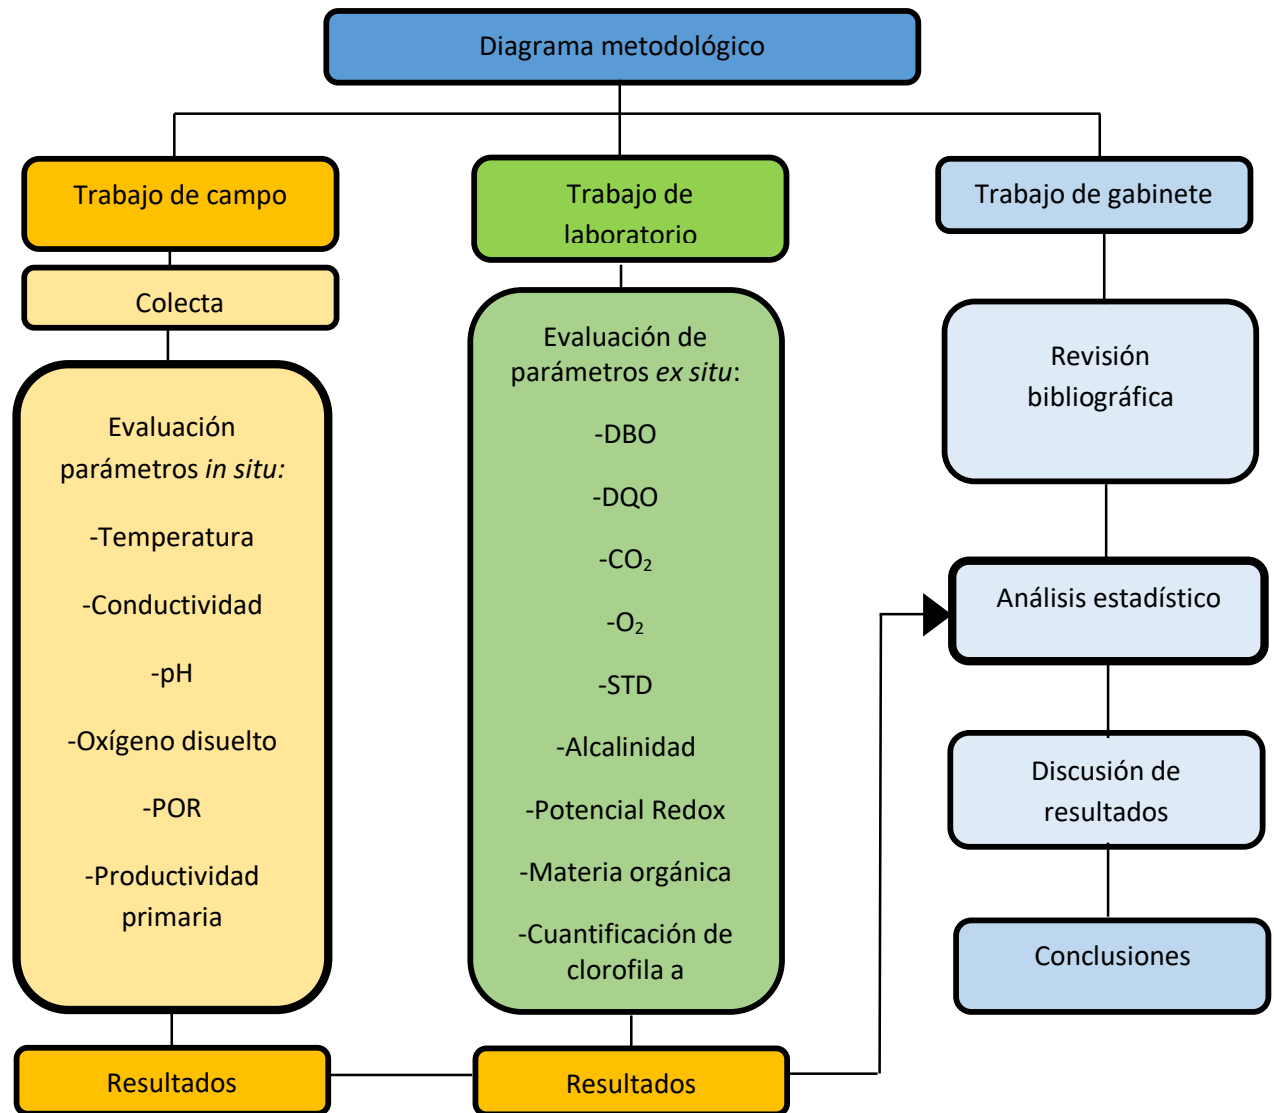 Diagrama metodológico
Trabajo de campo
Colecta
Evaluación
parámetros in situ:
-Temperatura
-Conductividad
-pH
-Oxígeno disuelto
-POR
-Productividad
primaria
Resultados
Trabajo de
laboratorio
Evaluación de
parámetros ex situ:
-DBO
-DQO
-CO₂
-O₂
-STD
-Alcalinidad
-Potencial Redox
-Materia orgánica
-Cuantificación de
clorofila a
Resultados
Trabajo de gabinete
Revisión
bibliográfica
Análisis estadístico
Discusión de
resultados
Conclusiones